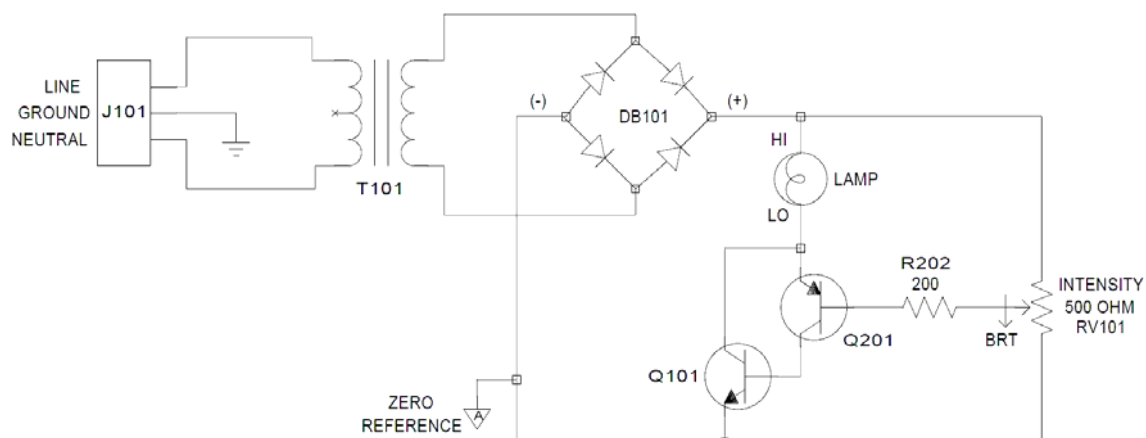 LINE
GROUND
NEUTRAL
J101
T101
(-)
DB101
(+)
HI
LAMP
LO
R202
200
INTENSITY
500 OHM
RV101
BRT
Q201
Q101
ZERO
REFERENCE
A